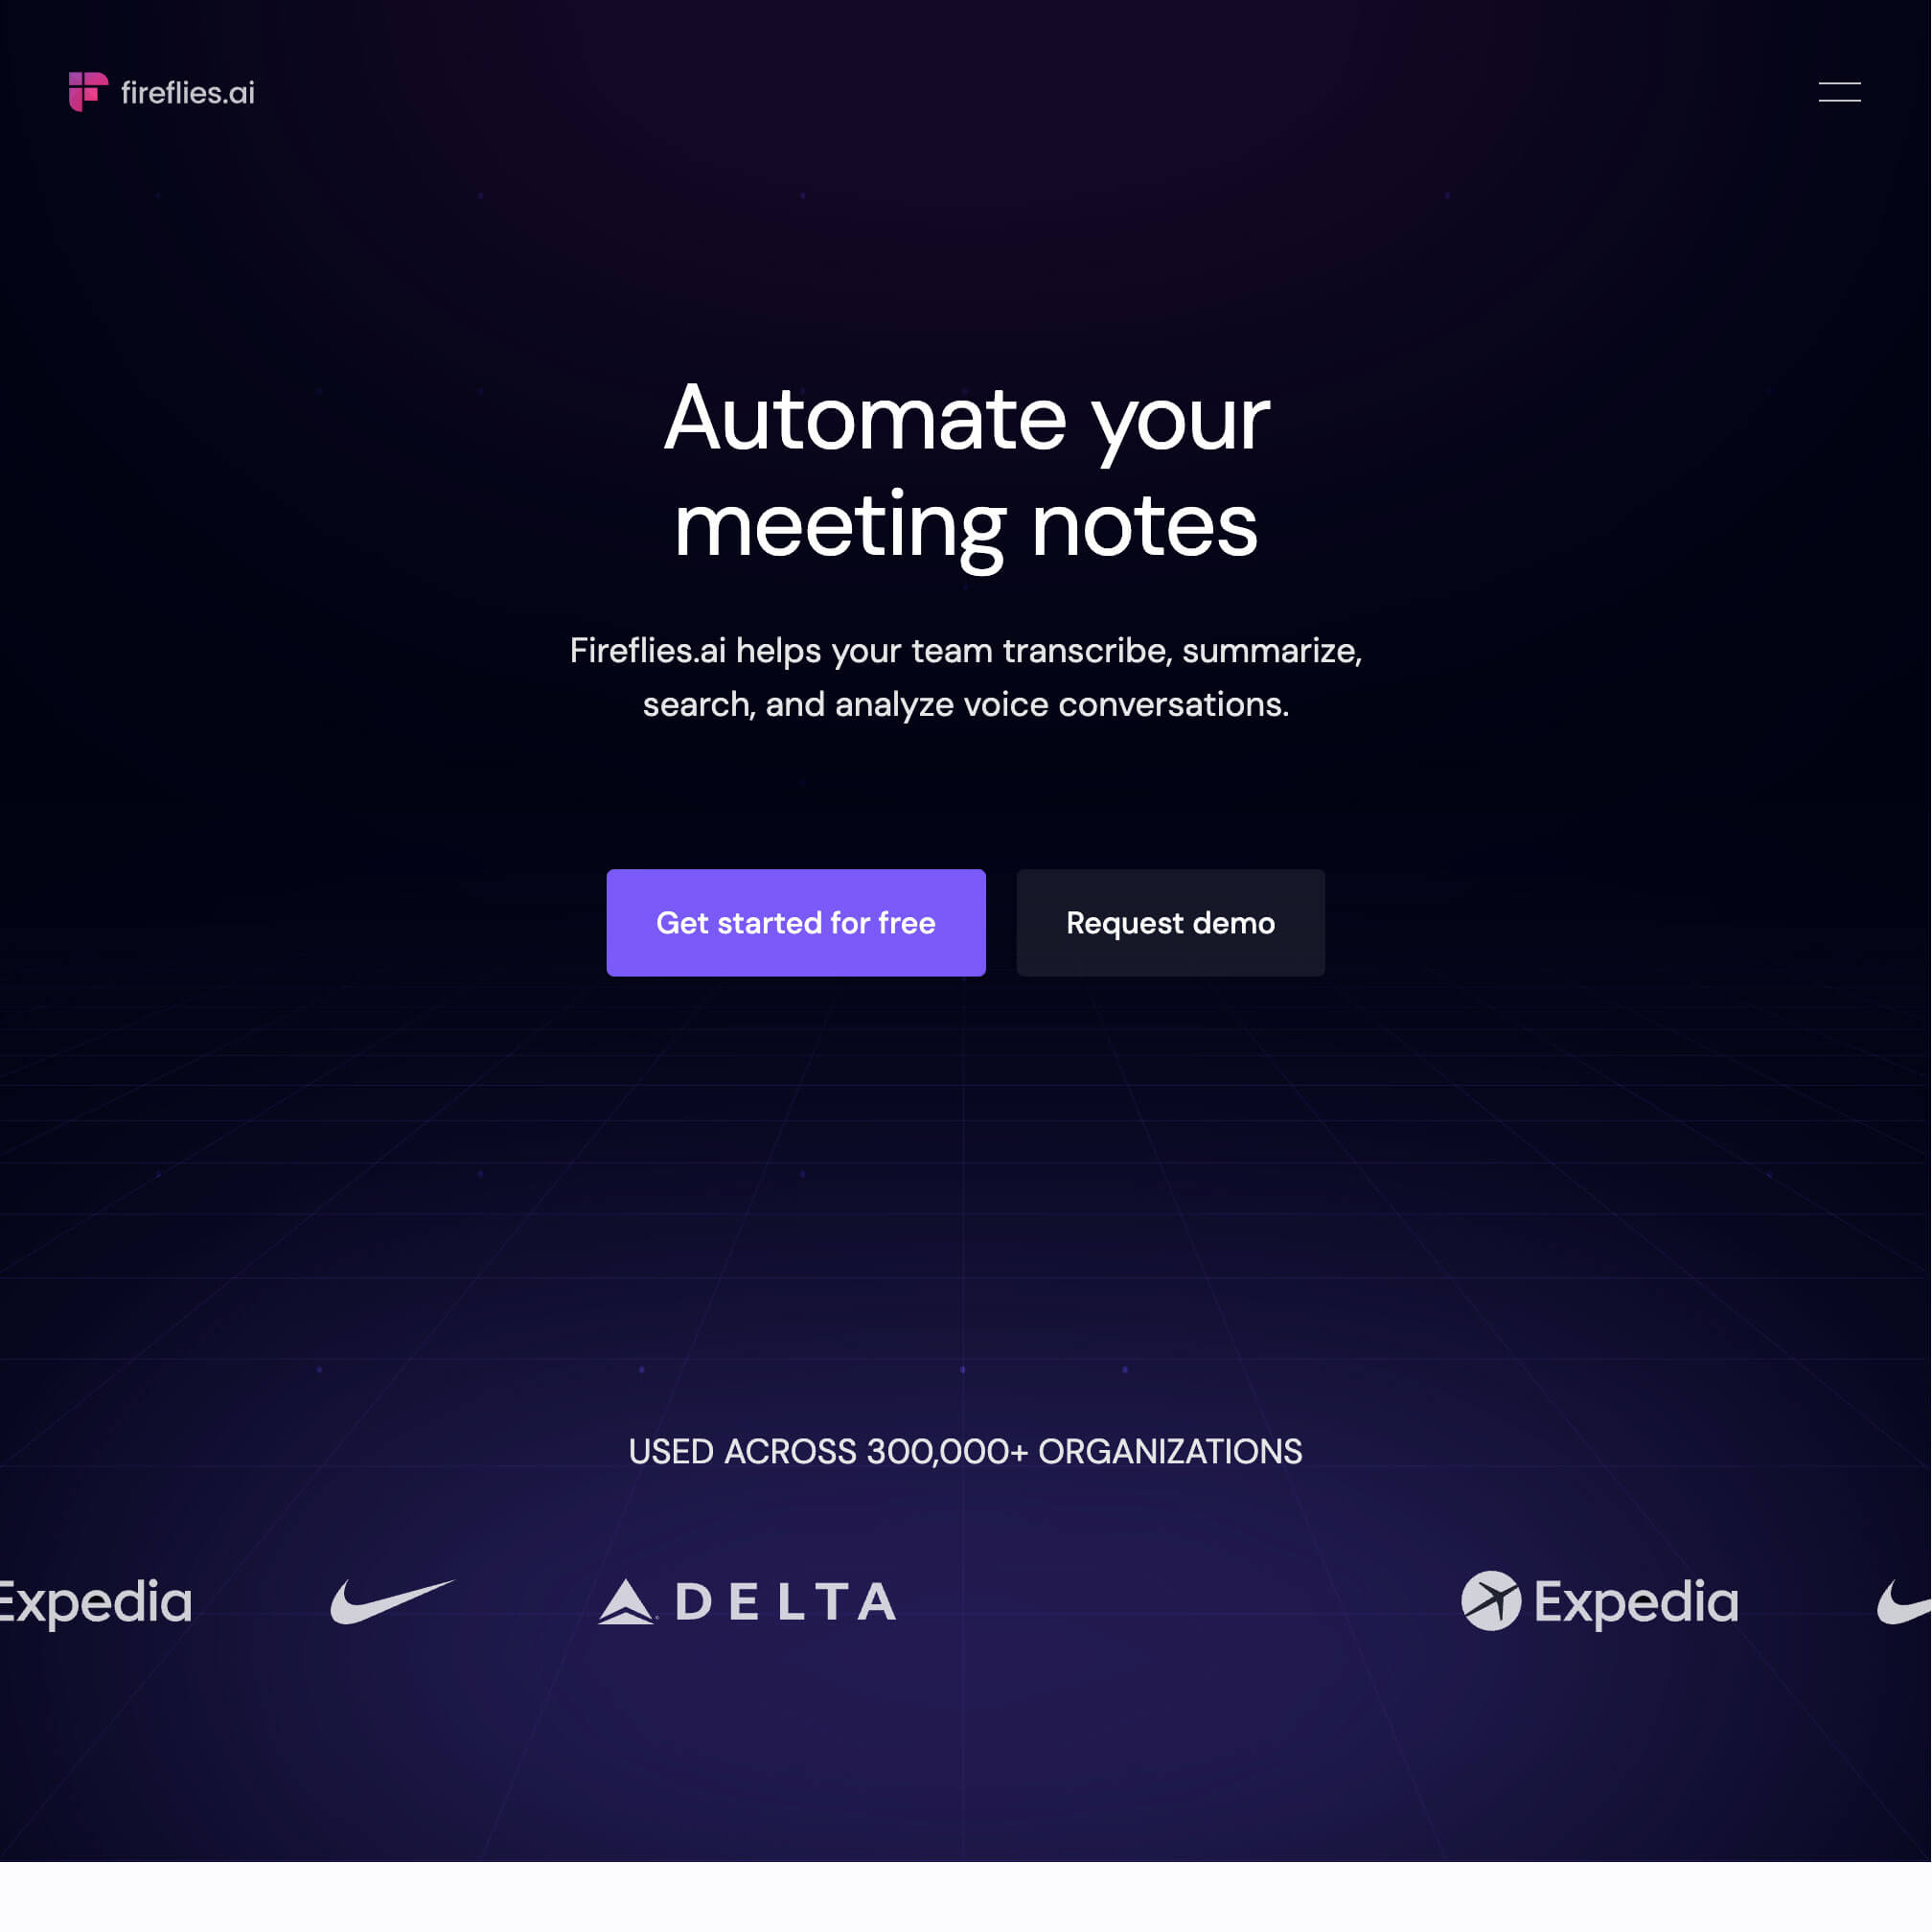 fireflies.ai
Automate your
meeting notes
Fireflies.ai helps your team transcribe, summarize,
search, and analyze voice conversations.
Get started for free
Request demo
USED ACROSS 300,000+ ORGANIZATIONS
Expedia
DELTA
Expedia